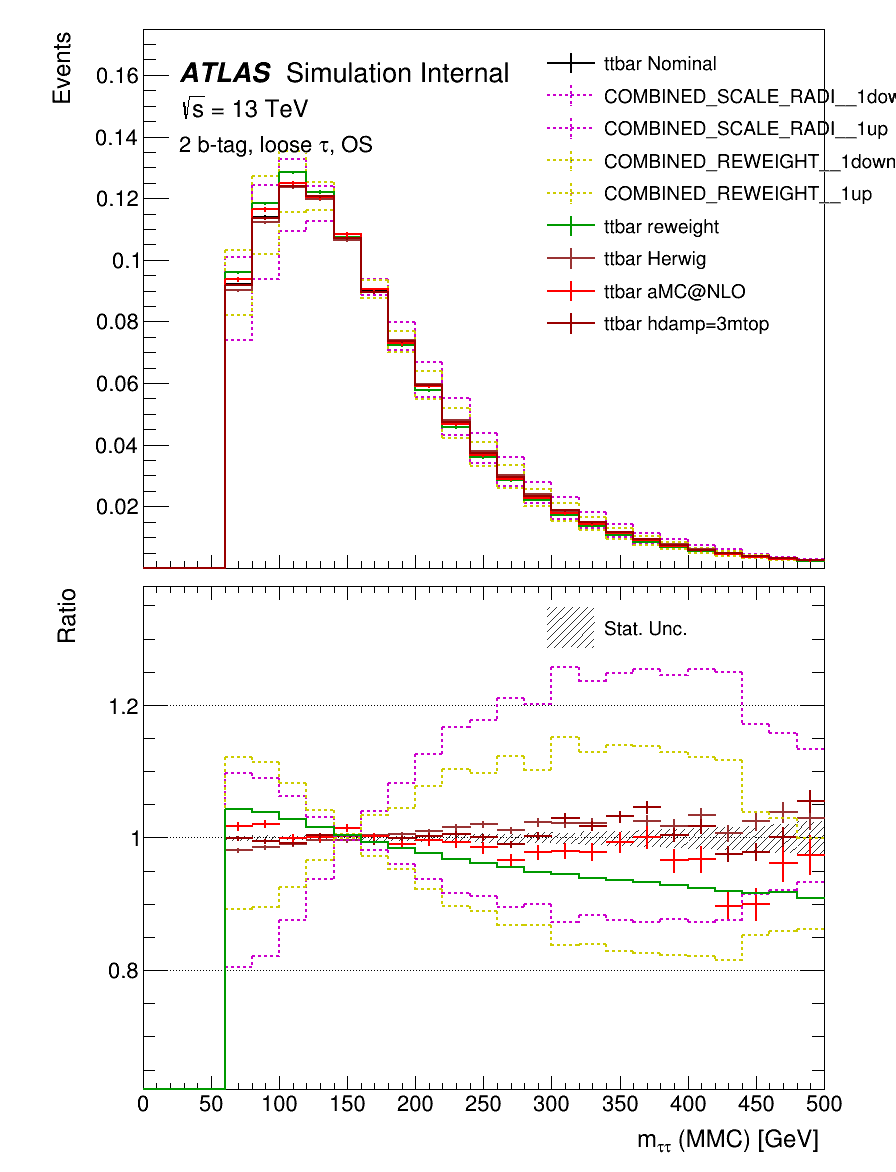 Events
0.16
0.14
0.12
0.1
0.08
0.06
0.04
0.02
ATLAS Simulation Internal
√s = 13 TeV
2 b-tag, loose τ, OS
ttbar Nominal
COMBINED_SCALE_RADI__1dow
COMBINED_SCALE_RADI__1up
COMBINED_REWEIGHT__1down
COMBINED_REWEIGHT__1up
ttbar reweight
ttbar Herwig
ttbar aMC@NLO
ttbar hdamp=3mtop
Ratio
Stat. Unc.
1.2
1
0.8
0 50 100 150 200 250 300 350 400 450 500
mττ (MMC) [GeV]